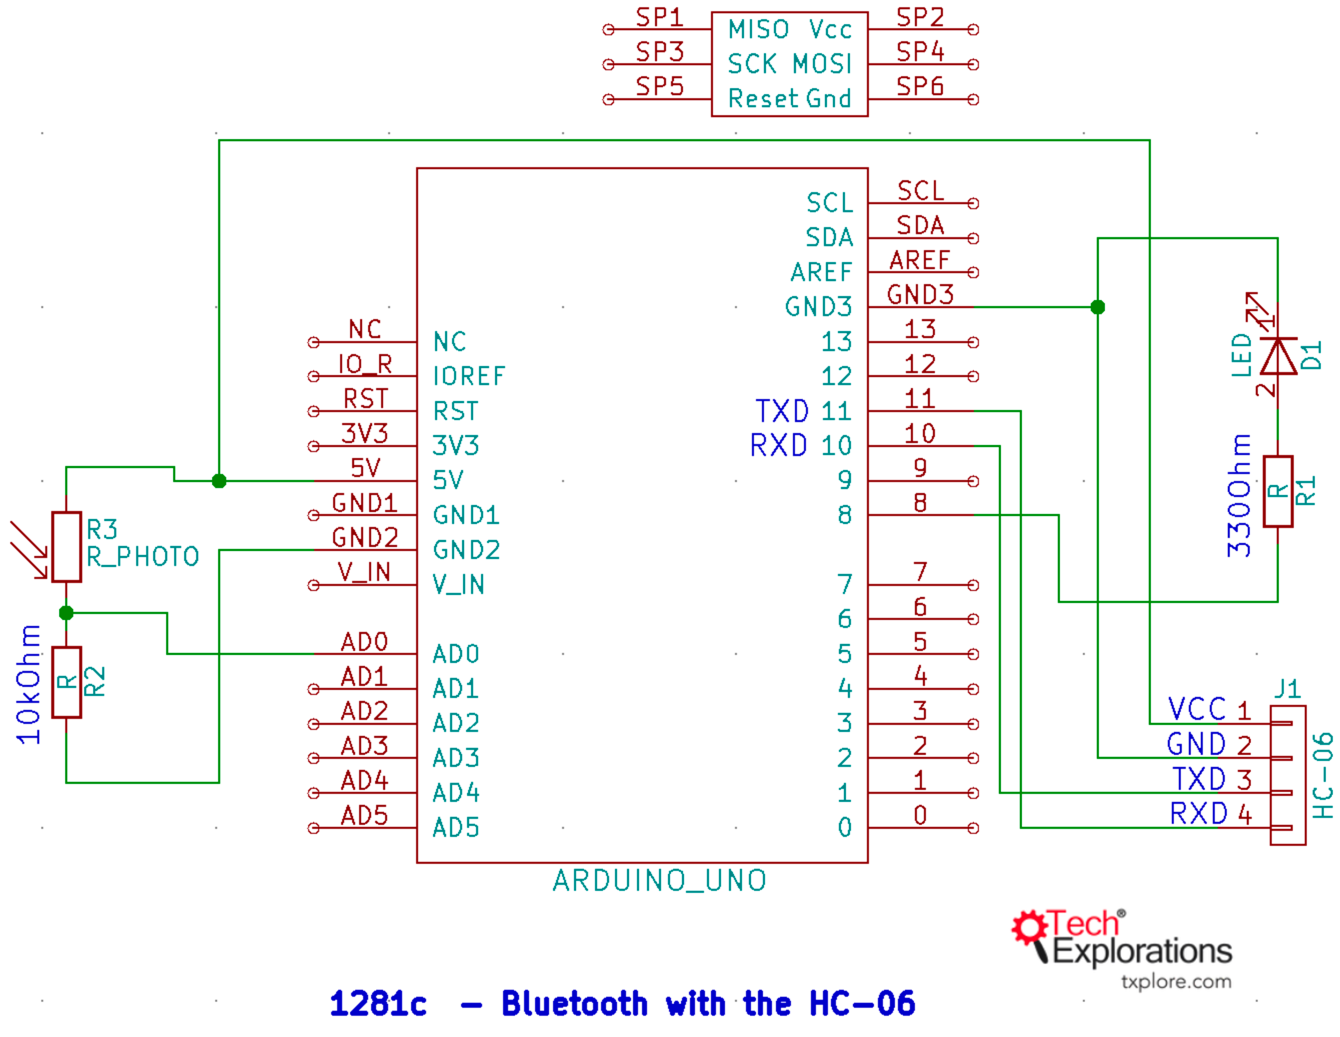 SP1 MISO Vcc SP2
SP3 SCK MOSI SP4
SP5 Reset Gnd SP6
SCL SCL
SDA SDA
AREF AREF
GND3 GND3
NC NC
13 13
IO_R IOREF
12 12
RST RST
TXD 11 11
3V3 3V3
RXD 10 10
5V 5V
9 9
GND1 GND1
8 8
GND2 GND2
V_IN V_IN
7 7
6 6
AD0 AD0
5 5
AD1 AD1
4 4
AD2 AD2
3 3
AD3 AD3
2 2
AD4 AD4
1 1
AD5 AD5
0 0
ARDUINO_UNO
R3
R_PHOTO
10kOhm
R
R2
1
LED
D1
2
330Ohm
R
R1
J1
VCC 1
GND 2
TXD 3
RXD 4
HC-06
Tech®
Explorations
txplore.com
1281c - Bluetooth with the HC-06